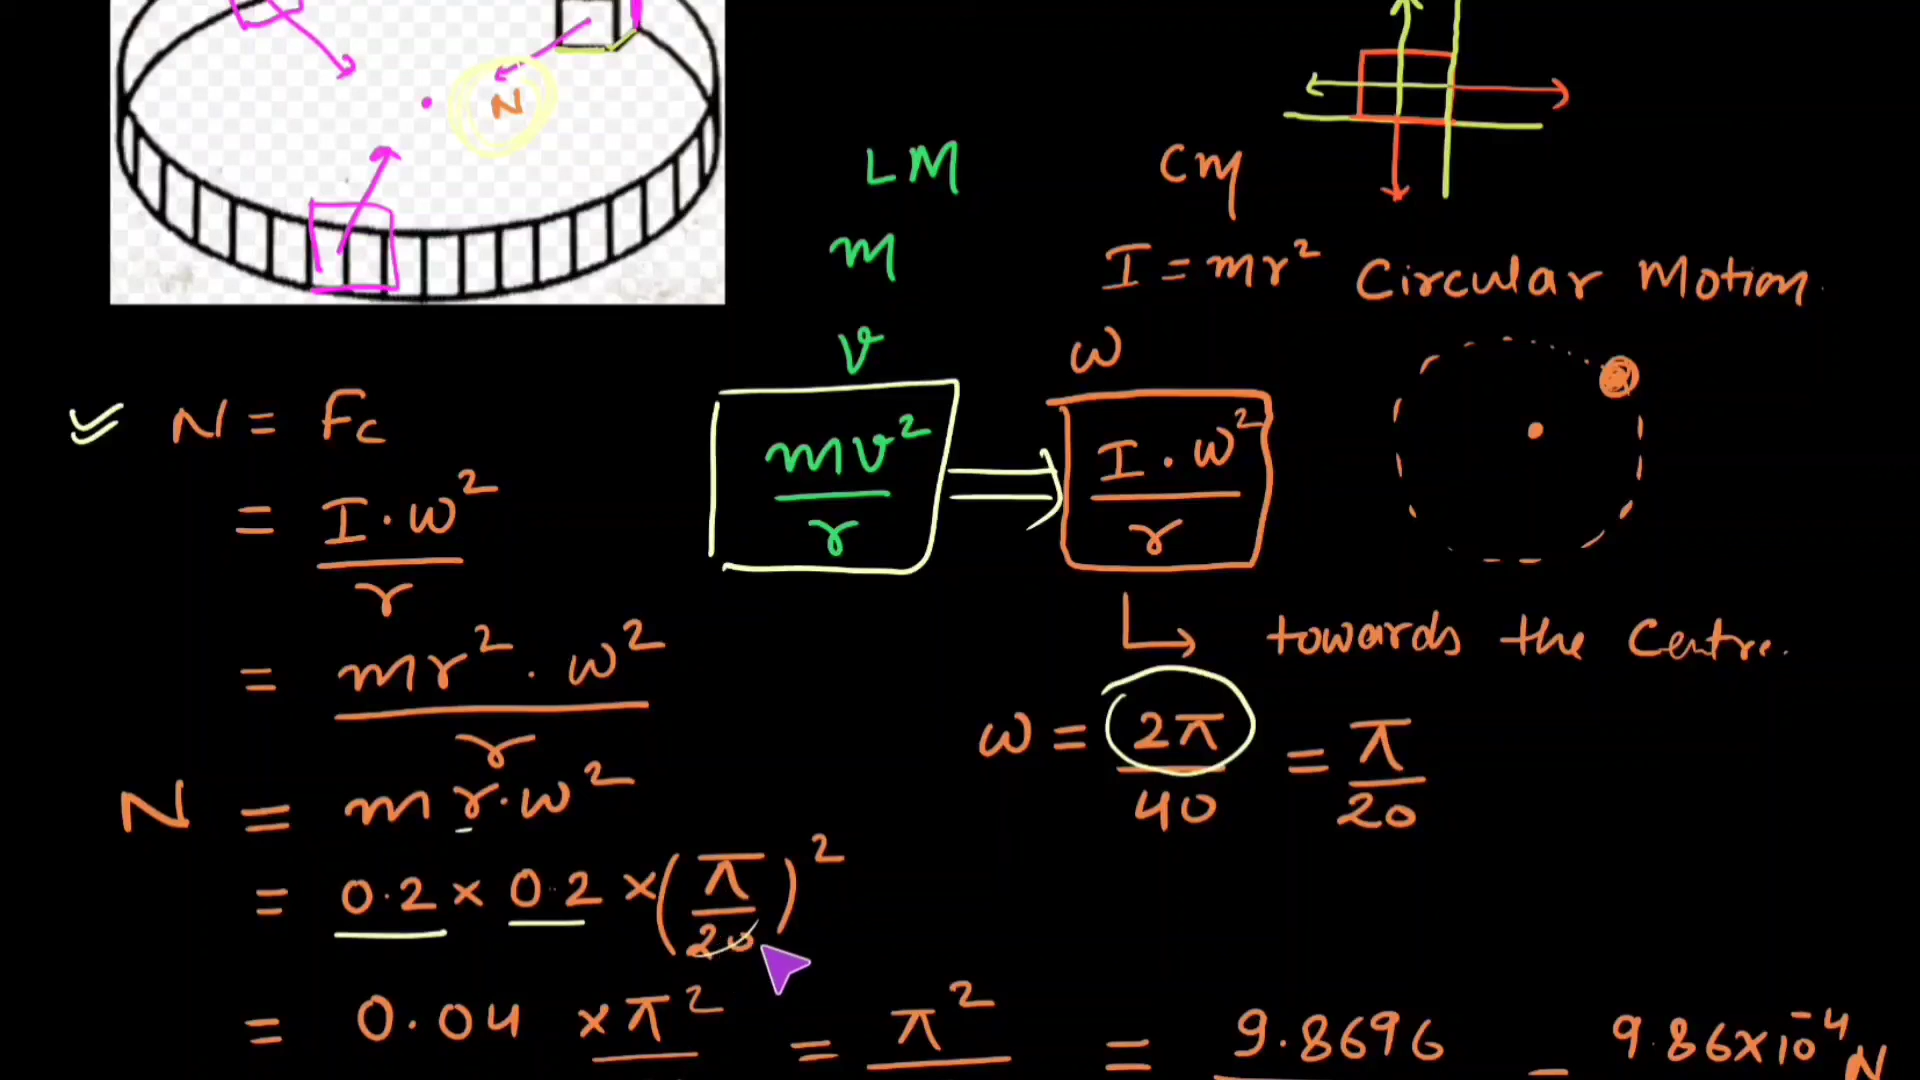 N
LM
CM
m
I = mr² Circular Motion.
v
ω
N = Fc
mv²/r ⇒ I · ω²/r
= I · ω²/r
↳ towards the Centre.
= mr² · ω²/r
ω = 2π/40 = π/20
N = mr · ω²
= 0.2 × 0.2 × (π/20)²
= 0.04 × π² = π² = 9.8696 = 9.86×10⁻⁴ N